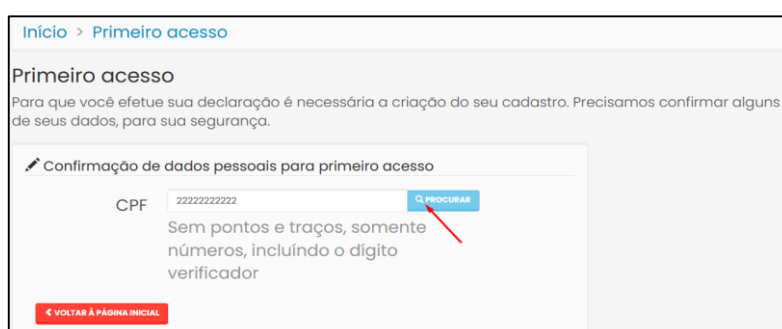 Início > Primeiro acesso
Primeiro acesso
Para que você efetue sua declaração é necessária a criação do seu cadastro. Precisamos confirmar alguns
de seus dados, para sua segurança.
Confirmação de dados pessoais para primeiro acesso
CPF 22222222222 PROCURAR
Sem pontos e traços, somente
números, incluíndo o dígito
verificador
VOLTAR À PÁGINA INICIAL